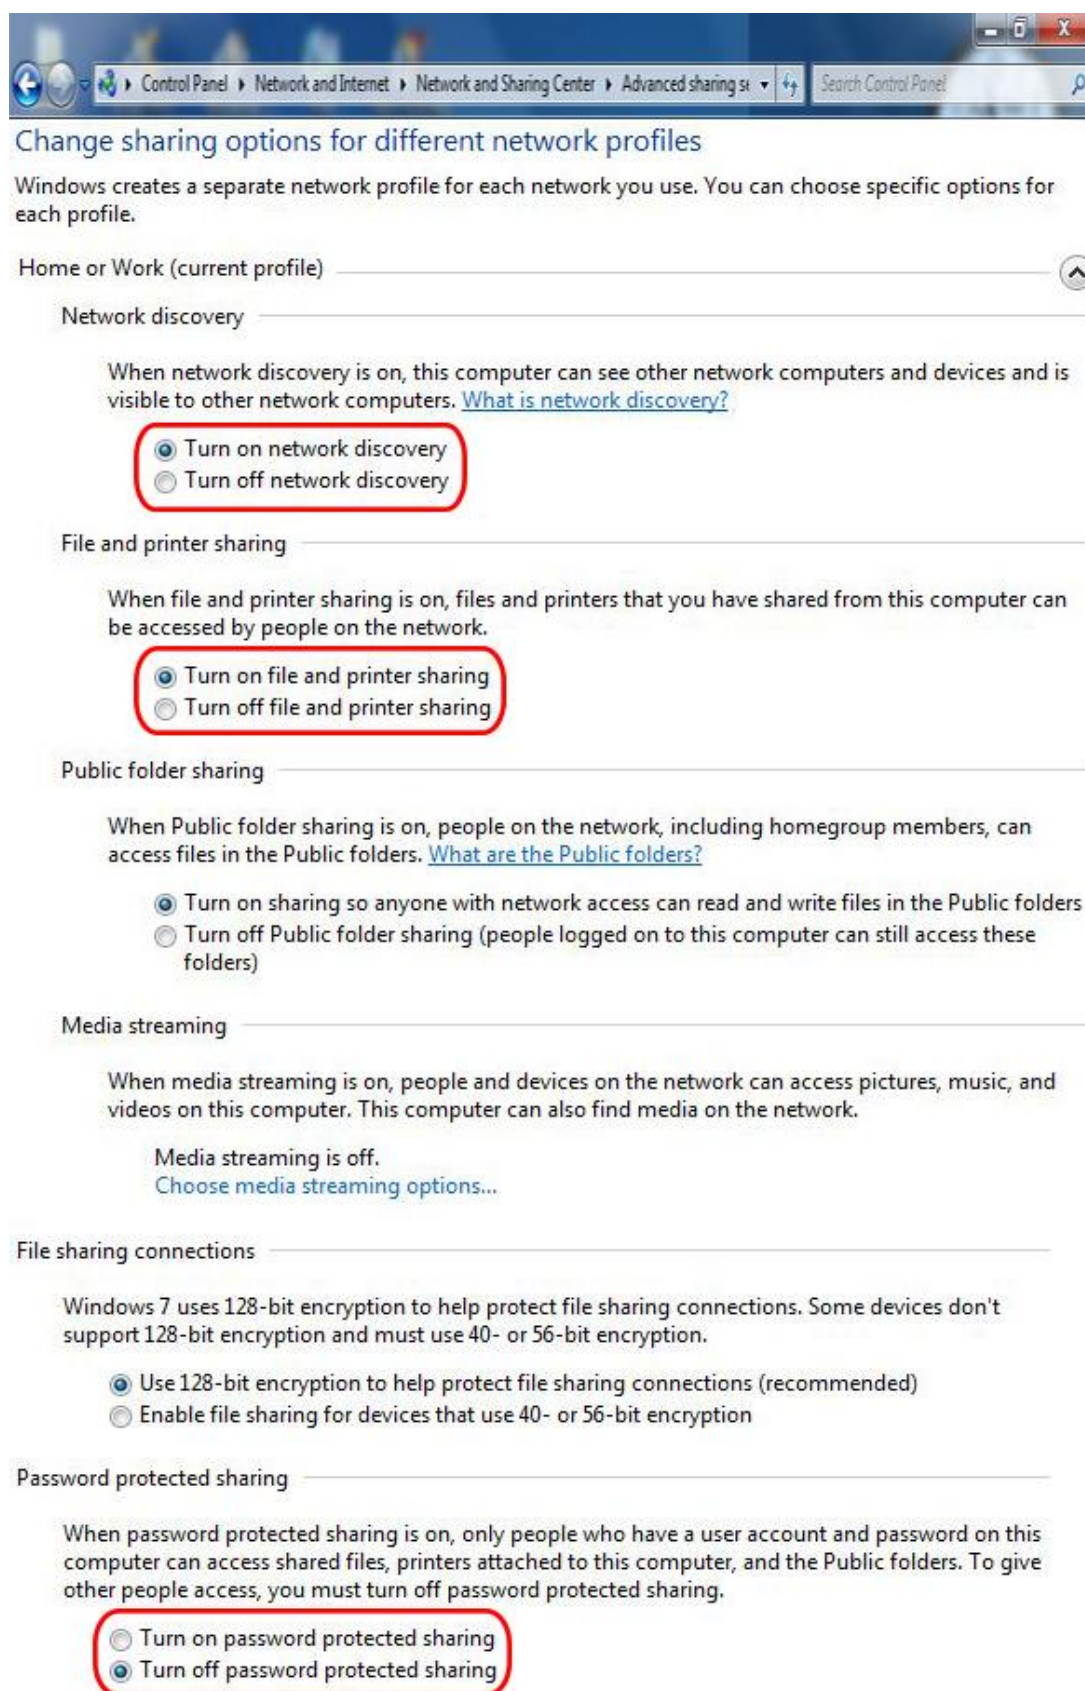 Control Panel Network and Internet Network and Sharing Center Advanced sharing se Search Control Panel
Change sharing options for different network profiles
Windows creates a separate network profile for each network you use. You can choose specific options for
each profile.
Home or Work (current profile)
Network discovery
When network discovery is on, this computer can see other network computers and devices and is
visible to other network computers. What is network discovery?
Turn on network discovery
Turn off network discovery
File and printer sharing
When file and printer sharing is on, files and printers that you have shared from this computer can
be accessed by people on the network.
Turn on file and printer sharing
Turn off file and printer sharing
Public folder sharing
When Public folder sharing is on, people on the network, including homegroup members, can
access files in the Public folders. What are the Public folders?
Turn on sharing so anyone with network access can read and write files in the Public folders
Turn off Public folder sharing (people logged on to this computer can still access these
folders)
Media streaming
When media streaming is on, people and devices on the network can access pictures, music, and
videos on this computer. This computer can also find media on the network.
Media streaming is off.
Choose media streaming options...
File sharing connections
Windows 7 uses 128-bit encryption to help protect file sharing connections. Some devices don't
support 128-bit encryption and must use 40- or 56-bit encryption.
Use 128-bit encryption to help protect file sharing connections (recommended)
Enable file sharing for devices that use 40- or 56-bit encryption
Password protected sharing
When password protected sharing is on, only people who have a user account and password on this
computer can access shared files, printers attached to this computer, and the Public folders. To give
other people access, you must turn off password protected sharing.
Turn on password protected sharing
Turn off password protected sharing